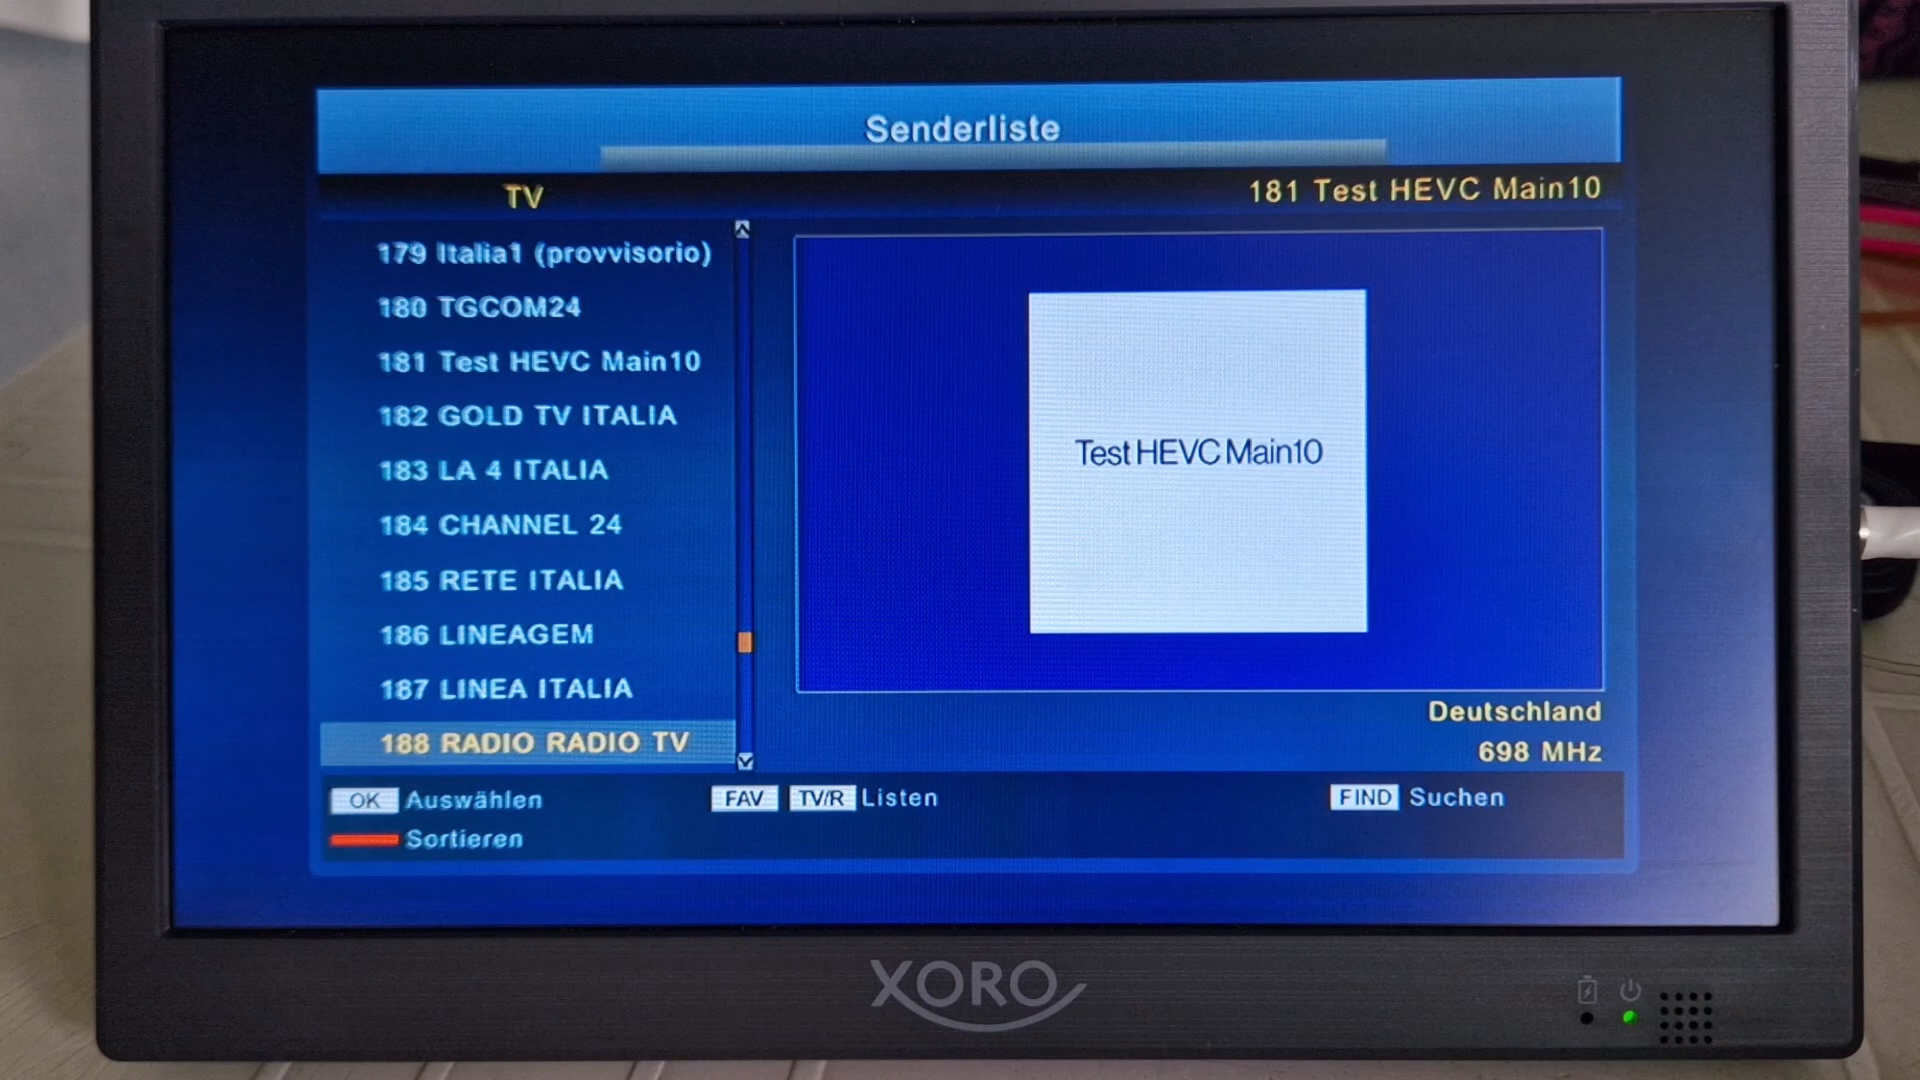 Senderliste
TV
181 Test HEVC Main10
179 Italia1 (provvisorio)
180 TGCOM24
181 Test HEVC Main10
182 GOLD TV ITALIA
183 LA 4 ITALIA
184 CHANNEL 24
185 RETE ITALIA
186 LINEAGEM
187 LINEA ITALIA
188 RADIO RADIO TV
Test HEVC Main10
Deutschland
698 MHz
OK Auswählen
FAV TV/R Listen
FIND Suchen
Sortieren
XORO